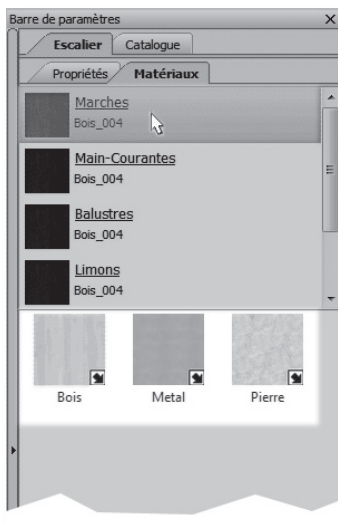 Barre de paramètres
Escalier Catalogue
Propriétés Matériaux
Marches
Bois_004
Main-Courantes
Bois_004
Balustres
Bois_004
Limons
Bois_004
Bois Metal Pierre